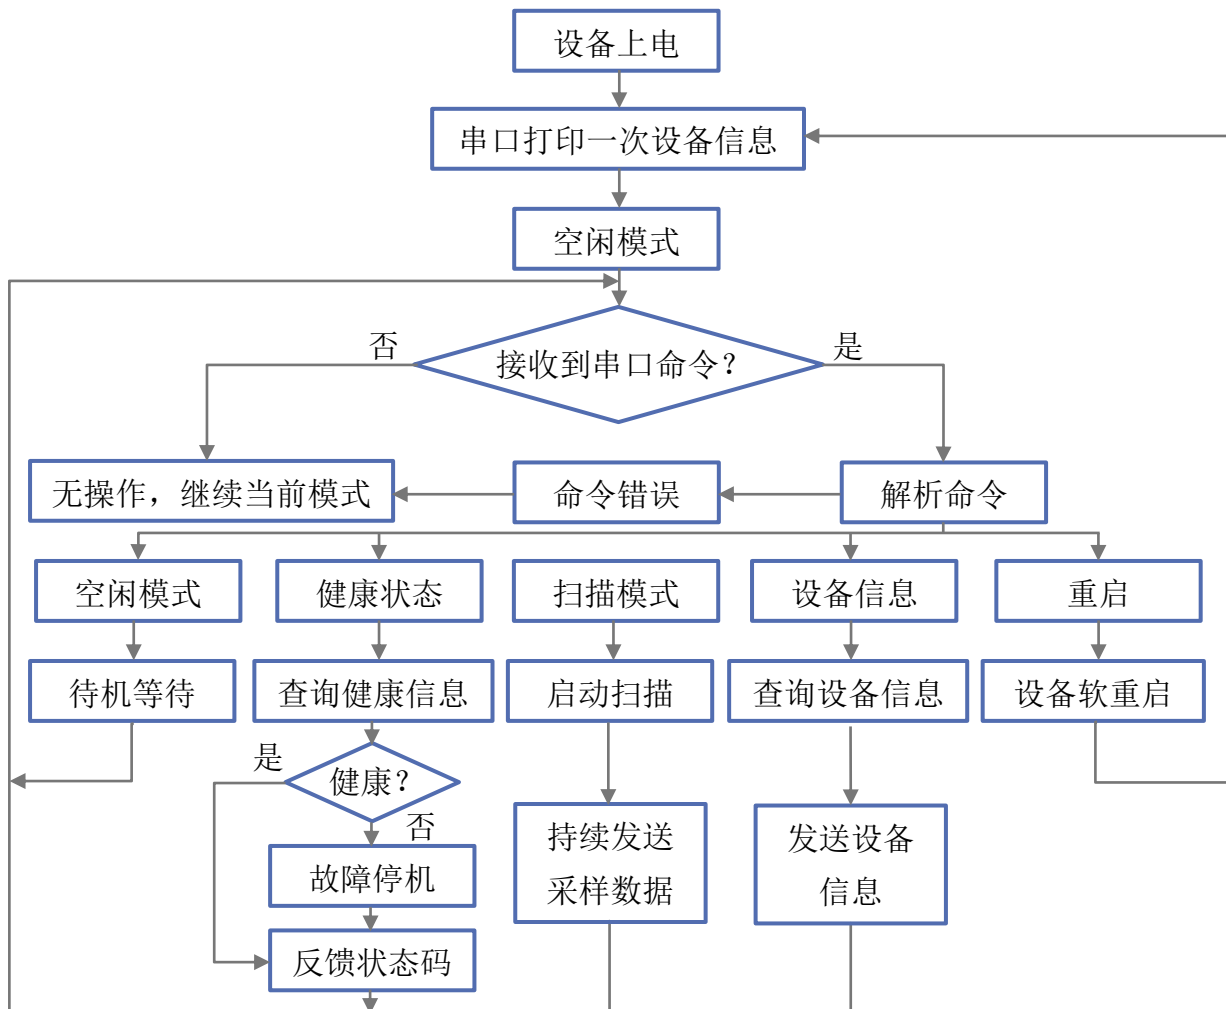 设备上电
串口打印一次设备信息
空闲模式
接收到串口命令?
否
是
无操作，继续当前模式
命令错误
解析命令
空闲模式
健康状态
扫描模式
设备信息
重启
待机等待
查询健康信息
启动扫描
查询设备信息
设备软重启
是
健康?
否
持续发送
采样数据
发送设备
信息
故障停机
反馈状态码